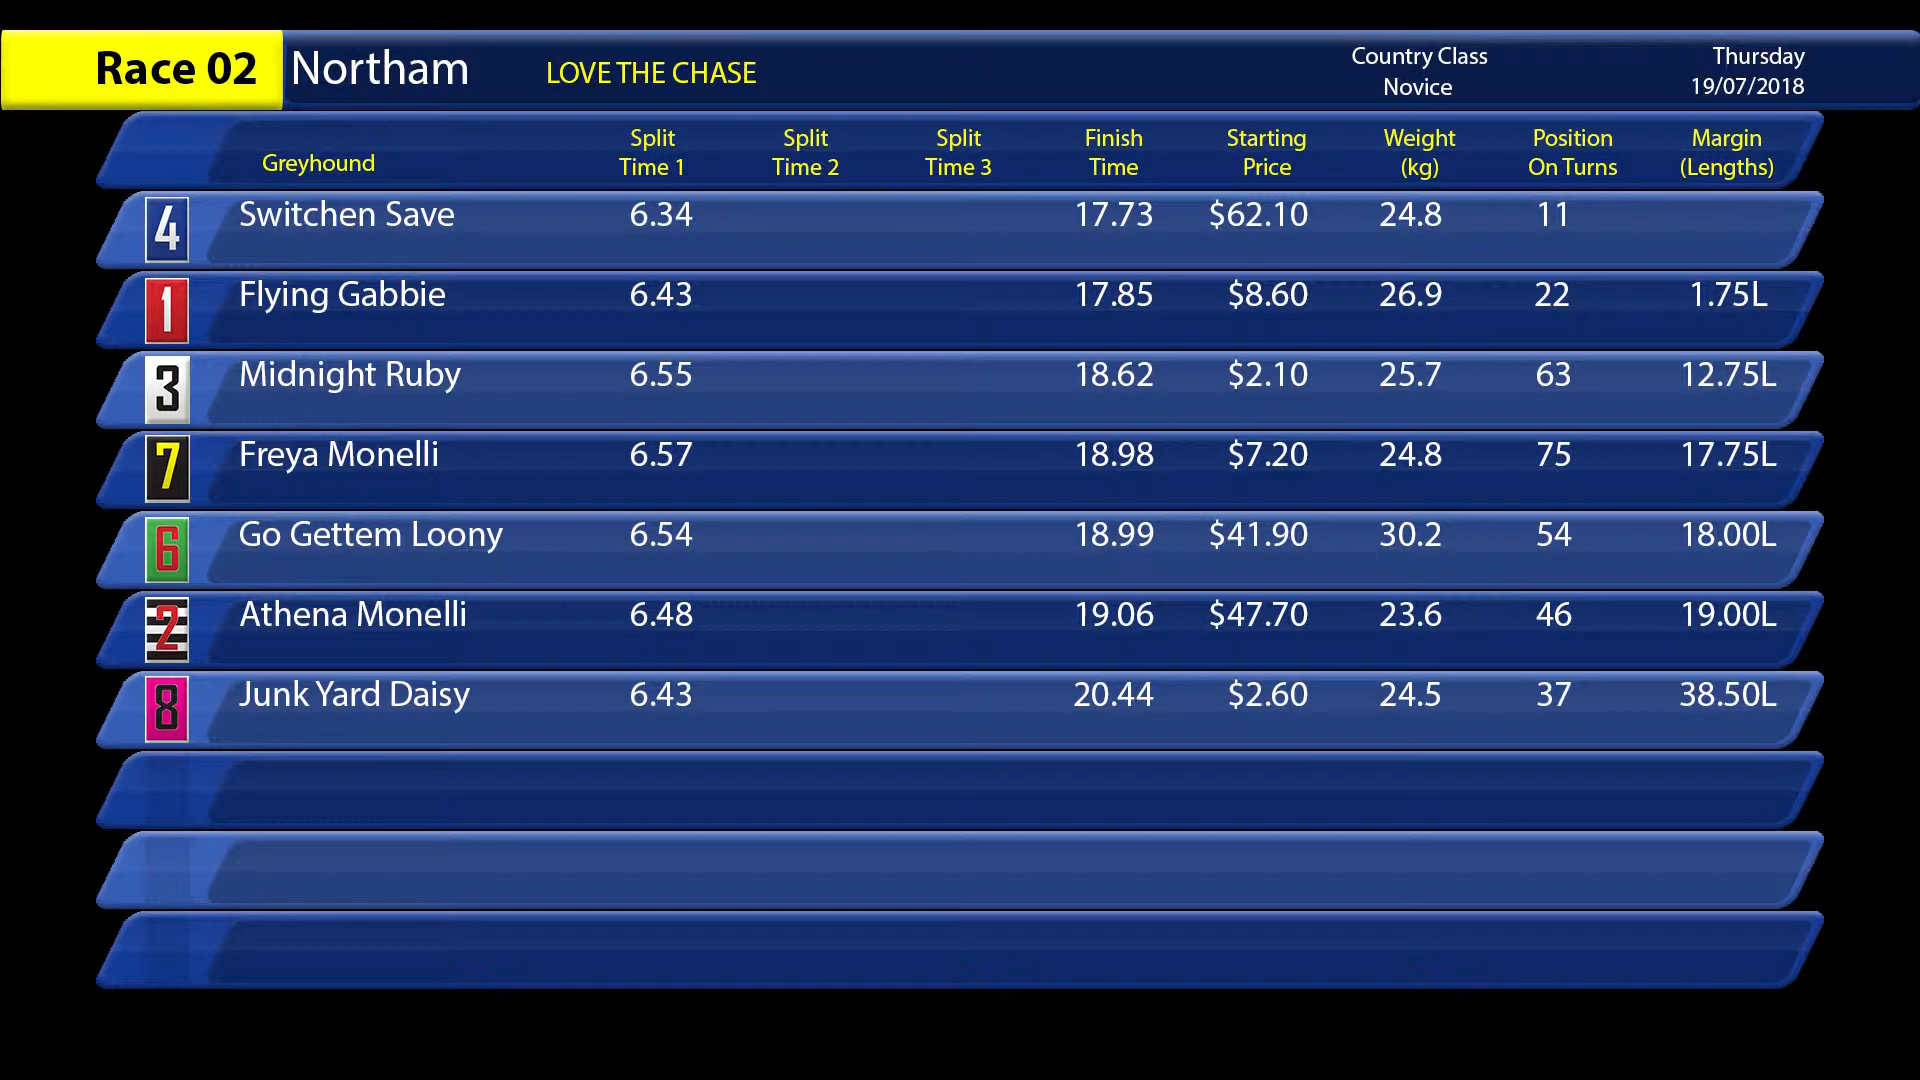 Race 02 Northam LOVE THE CHASE Country Class Novice Thursday 19/07/2018
Greyhound Split Time 1 Split Time 2 Split Time 3 Finish Time Starting Price Weight (kg) Position On Turns Margin (Lengths)
4 Switchen Save 6.34 17.73 $62.10 24.8 11
1 Flying Gabbie 6.43 17.85 $8.60 26.9 22 1.75L
3 Midnight Ruby 6.55 18.62 $2.10 25.7 63 12.75L
7 Freya Monelli 6.57 18.98 $7.20 24.8 75 17.75L
6 Go Gettem Loony 6.54 18.99 $41.90 30.2 54 18.00L
2 Athena Monelli 6.48 19.06 $47.70 23.6 46 19.00L
8 Junk Yard Daisy 6.43 20.44 $2.60 24.5 37 38.50L